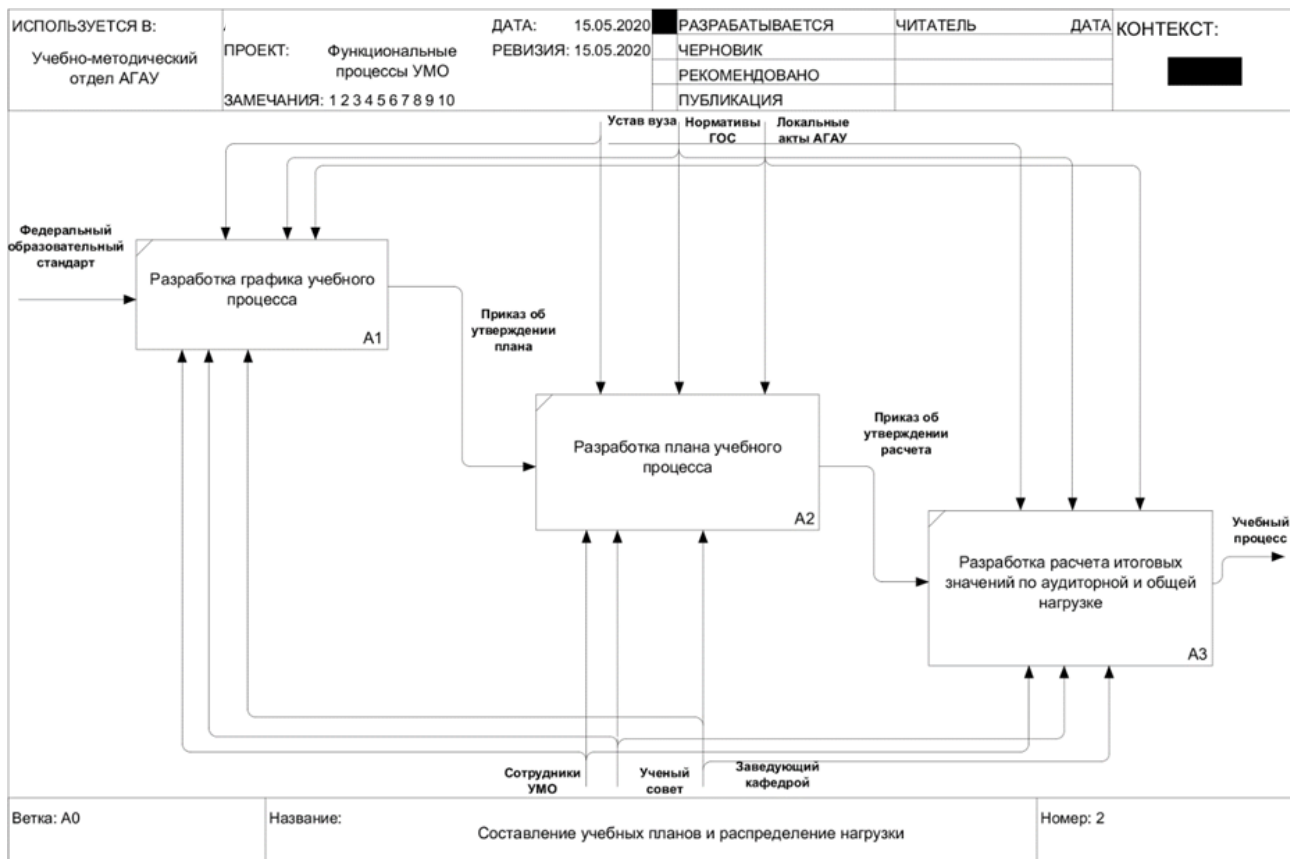 ИСПОЛЬЗУЕТСЯ В:
Учебно-методический
отдел АГАУ
ПРОЕКТ: Функциональные
процессы УМО
ЗАМЕЧАНИЯ: 1 2 3 4 5 6 7 8 9 10
ДАТА: 15.05.2020
РЕВИЗИЯ: 15.05.2020
РАЗРАБАТЫВАЕТСЯ
ЧЕРНОВИК
РЕКОМЕНДОВАНО
ПУБЛИКАЦИЯ
ЧИТАТЕЛЬ ДАТА
КОНТЕКСТ:
Устав вуза
Нормативы
ГОС
Локальные
акты АГАУ
Федеральный
образовательный
стандарт
Разработка графика учебного
процесса
A1
Приказ об
утверждении
плана
Разработка плана учебного
процесса
A2
Приказ об
утверждении
расчета
Разработка расчета итоговых
значений по аудиторной и общей
нагрузке
A3
Учебный
процесс
Сотрудники
УМО
Ученый
совет
Заведующий
кафедрой
Ветка: A0
Название:
Составление учебных планов и распределение нагрузки
Номер: 2